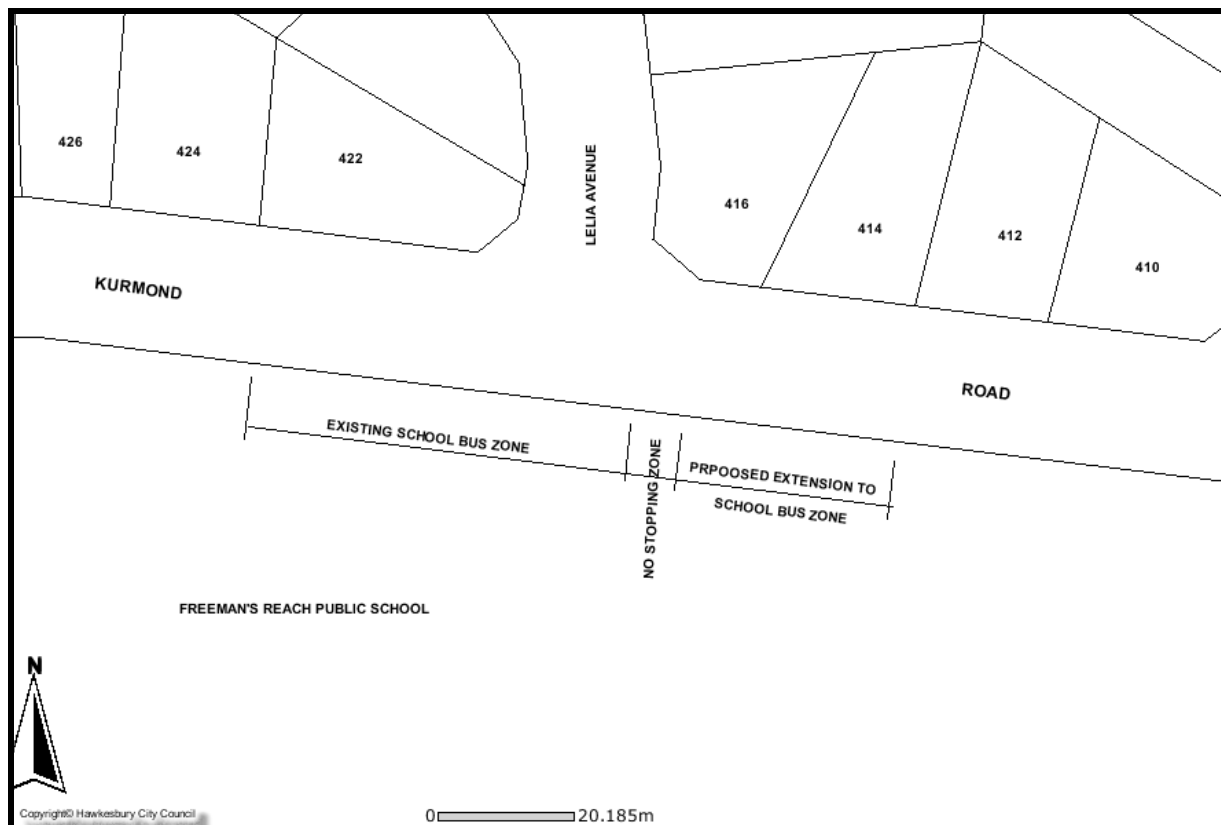 426
424
422
LELIA AVENUE
416
414
412
410
KURMOND
ROAD
EXISTING SCHOOL BUS ZONE
NO STOPPING ZONE
PRPOOSED EXTENSION TO
SCHOOL BUS ZONE
FREEMAN'S REACH PUBLIC SCHOOL
N
Copyright© Hawkesbury City Council
0 20.185m